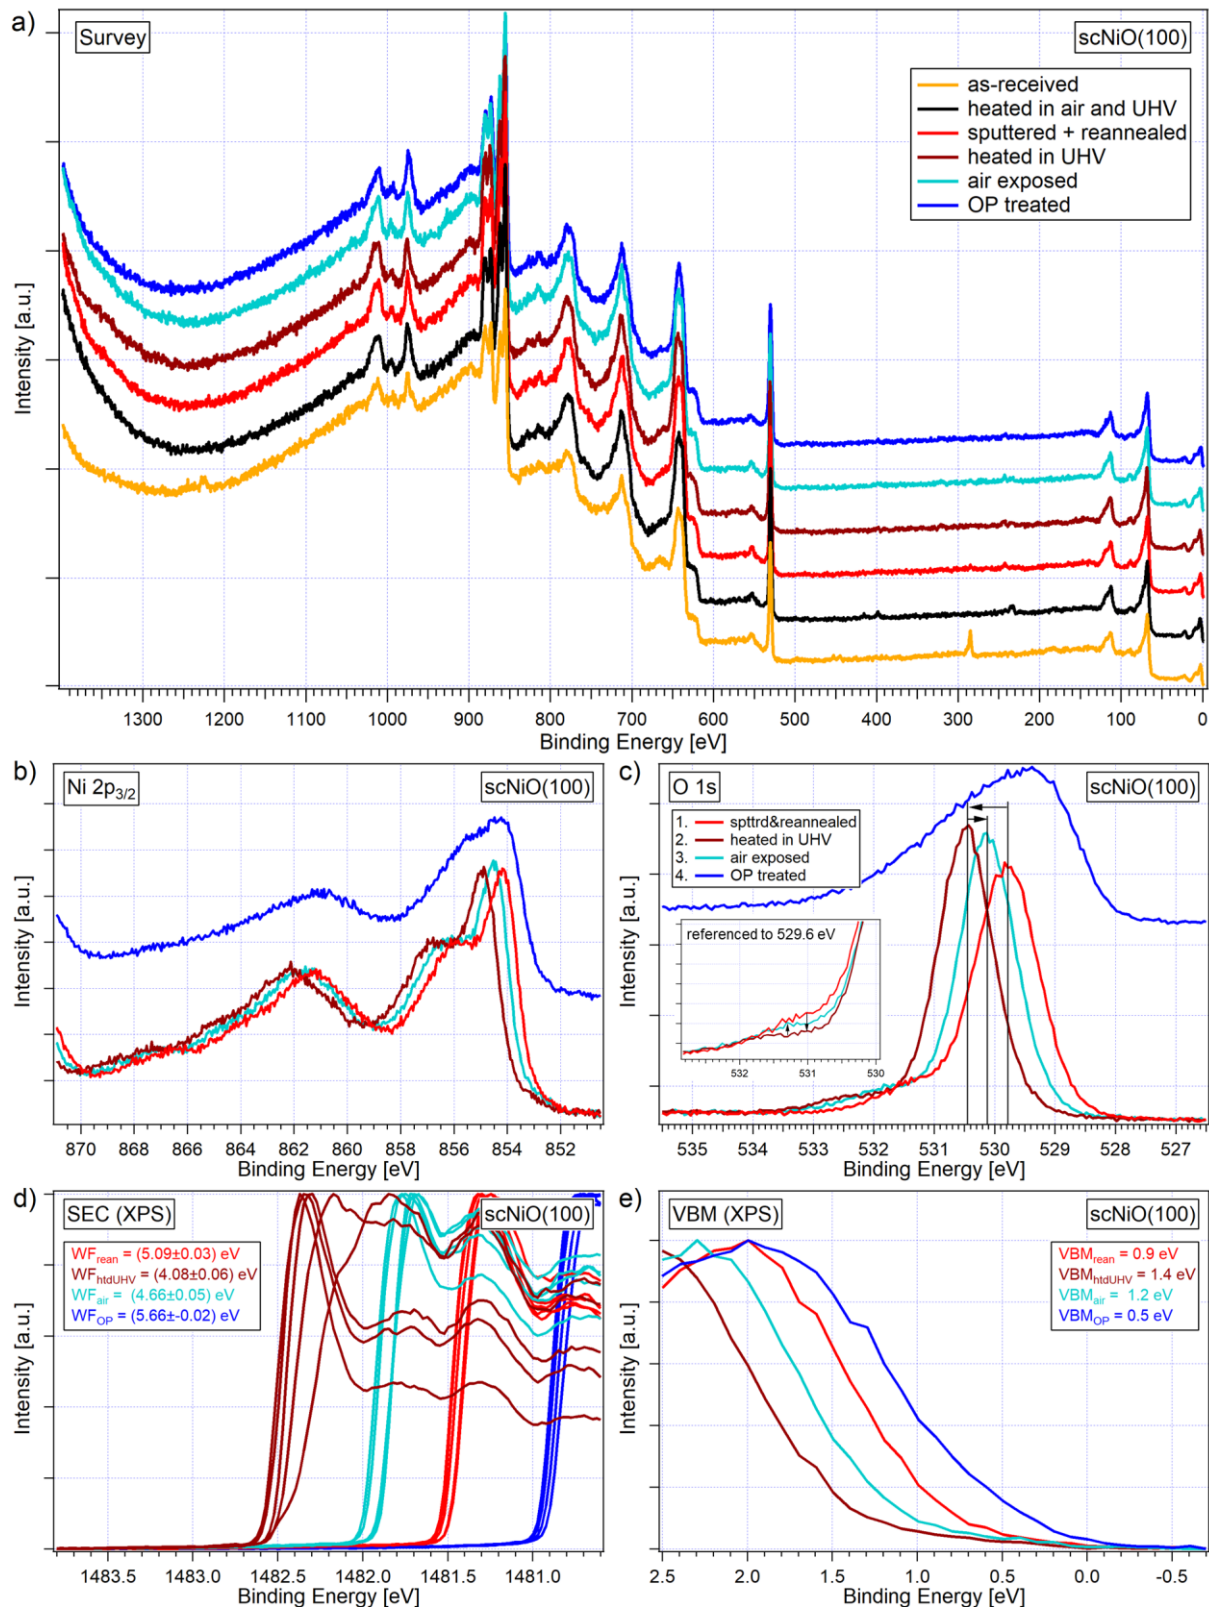 a)
Survey
scNiO(100)
as-received
heated in air and UHV
sputtered + reannealed
heated in UHV
air exposed
OP treated
Intensity [a.u.]
1300 1200 1100 1000 900 800 700 600 500 400 300 200 100 0
Binding Energy [eV]
b)
Ni 2p3/2
scNiO(100)
Intensity [a.u.]
870 868 866 864 862 860 858 856 854 852
Binding Energy [eV]
c)
O 1s
scNiO(100)
1. spttrd&reannealed
2. heated in UHV
3. air exposed
4. OP treated
referenced to 529.6 eV
532 531 530
Intensity [a.u.]
535 534 533 532 531 530 529 528 527
Binding Energy [eV]
d)
SEC (XPS)
scNiO(100)
WFrean = (5.09±0.03) eV
WFhtdUHV = (4.08±0.06) eV
WFair = (4.66±0.05) eV
WFOP = (5.66±-0.02) eV
Intensity [a.u.]
1483.5 1483.0 1482.5 1482.0 1481.5 1481.0
Binding Energy [eV]
e)
VBM (XPS)
scNiO(100)
VBMrean = 0.9 eV
VBMhtdUHV = 1.4 eV
VBMair = 1.2 eV
VBMOP = 0.5 eV
Intensity [a.u.]
2.5 2.0 1.5 1.0 0.5 0.0 -0.5
Binding Energy [eV]